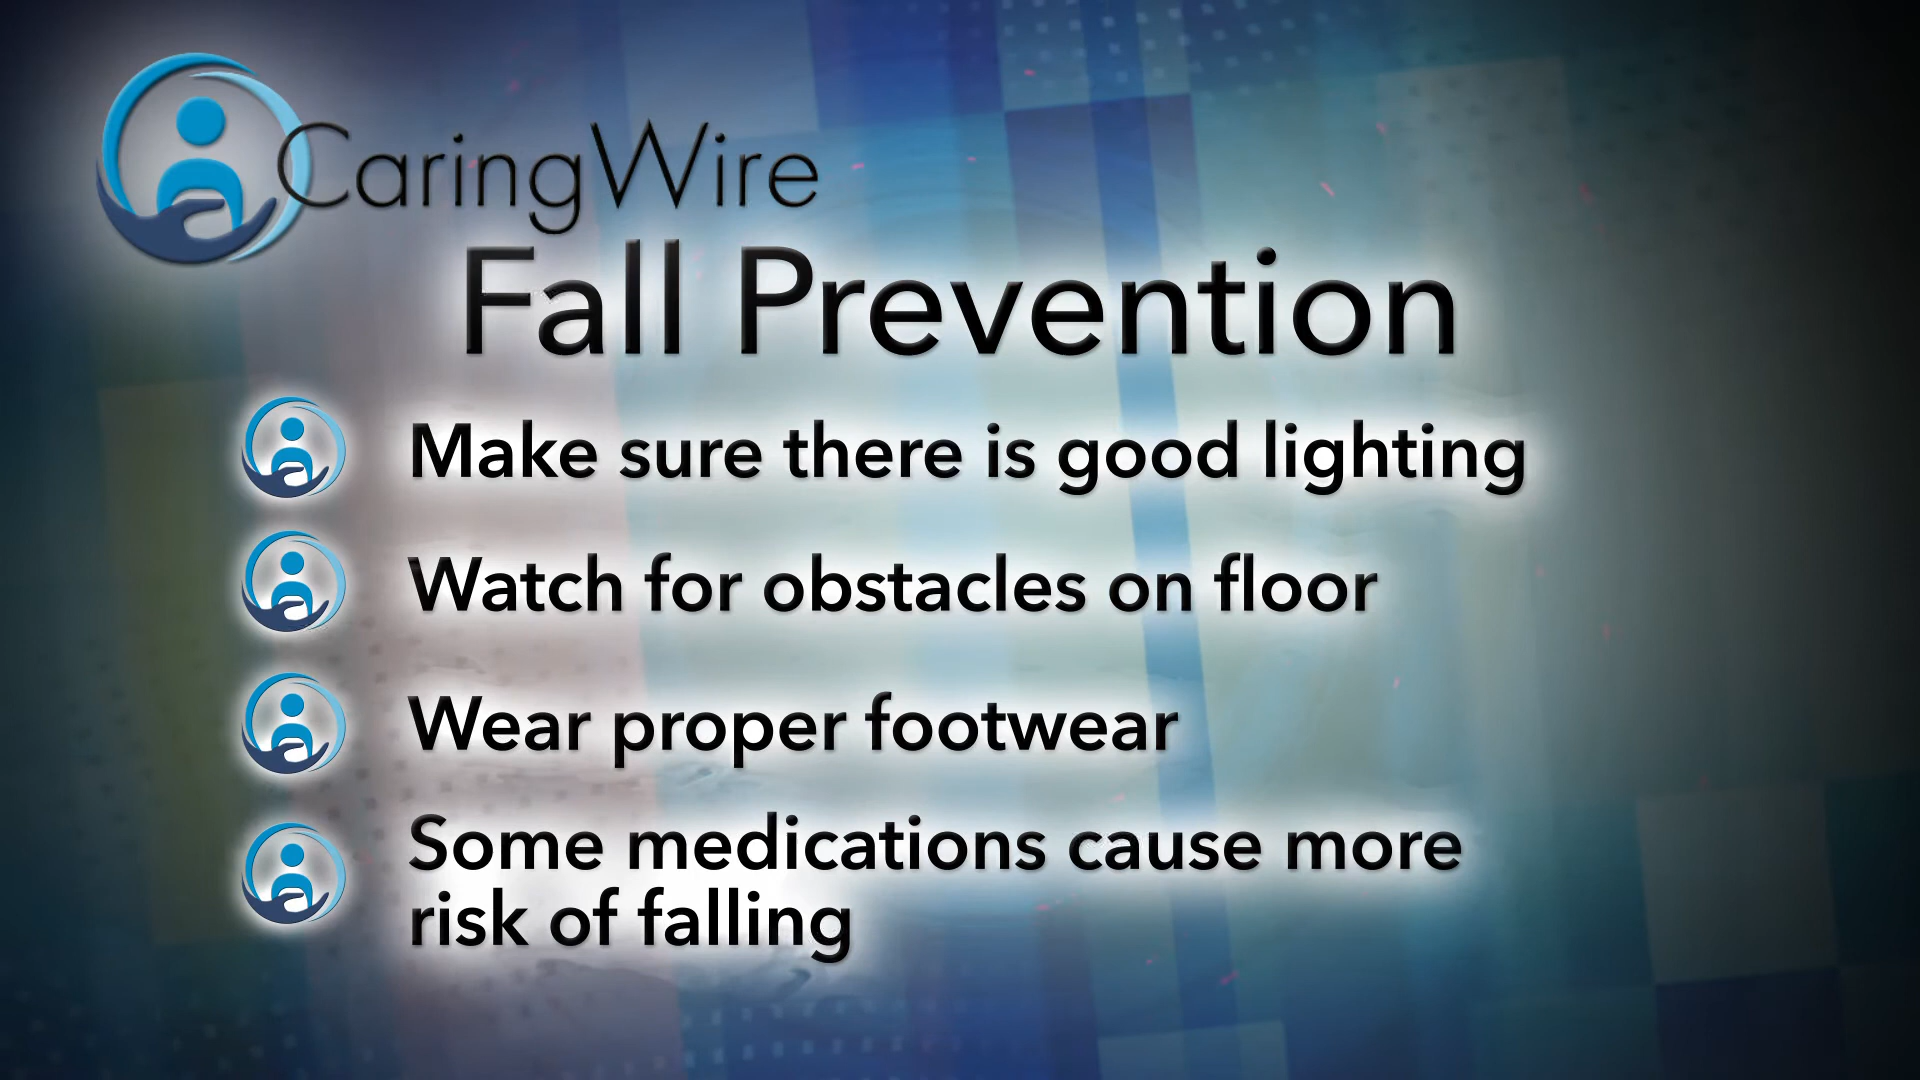 CaringWire
Fall Prevention
Make sure there is good lighting
Watch for obstacles on floor
Wear proper footwear
Some medications cause more
risk of falling